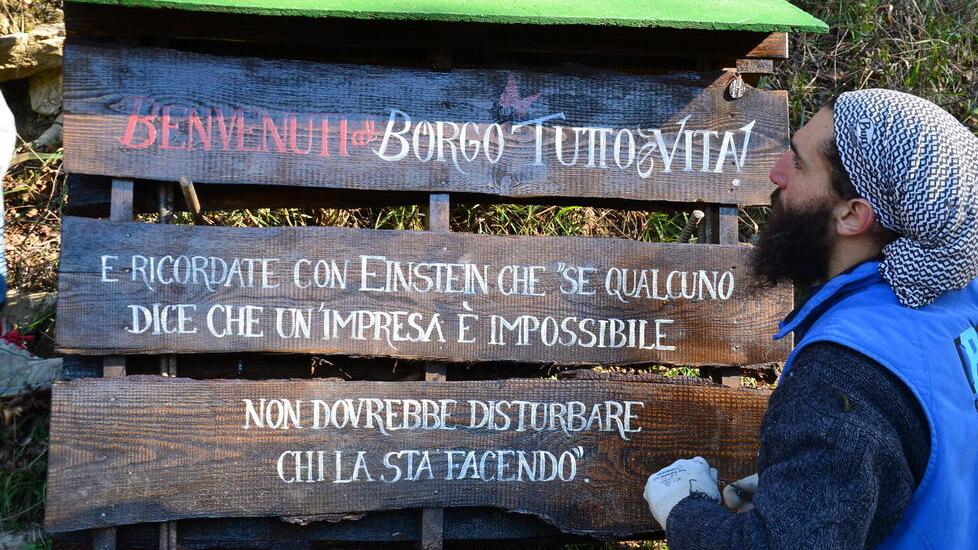 BENVENUTI al BORGO TUTTO è VITA!
E RICORDATE CON EINSTEIN CHE "SE QUALCUNO
DICE CHE UN'IMPRESA È IMPOSSIBILE
NON DOVREBBE DISTURBARE
CHI LA STA FACENDO".